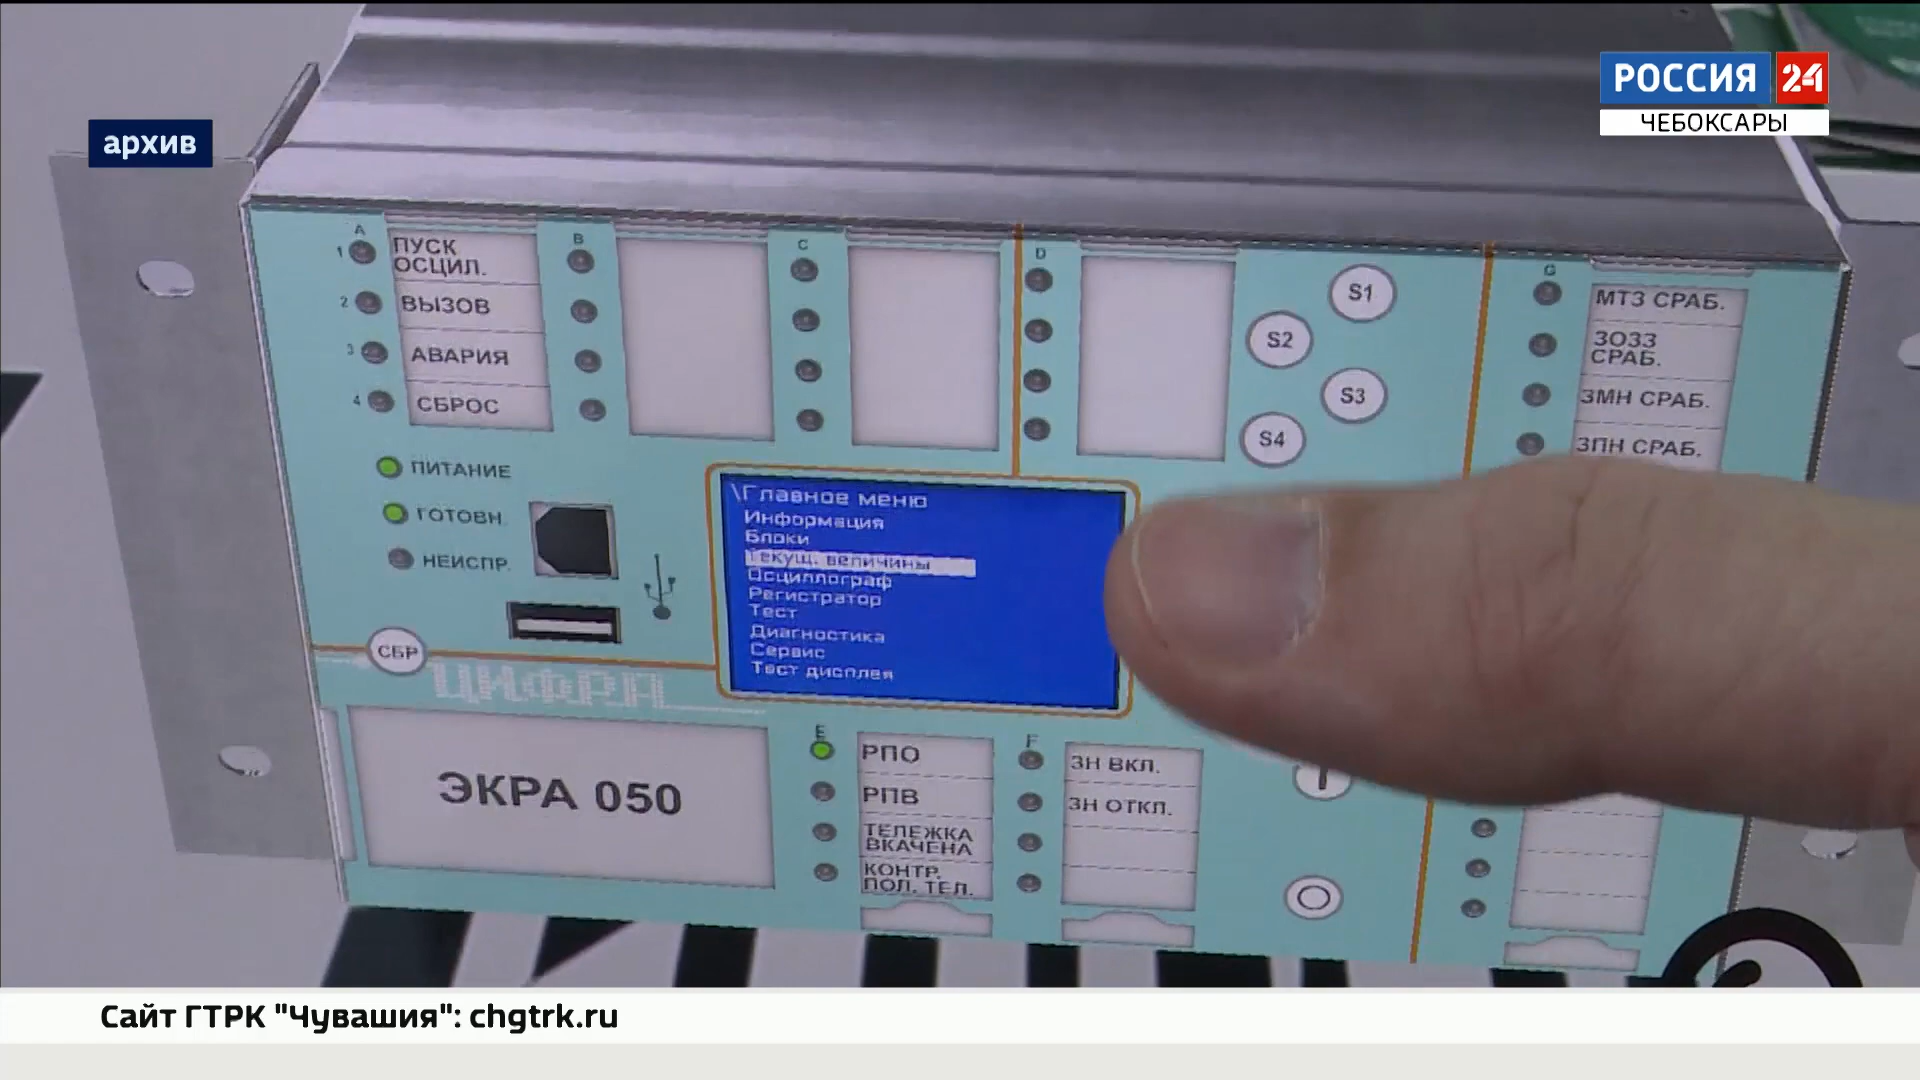 РОССИЯ 24
ЧЕБОКСАРЫ
архив
A
B
C
D
G
1
ПУСК
ОСЦИЛ.
2
ВЫЗОВ
3
АВАРИЯ
4
СБРОС
S1
S2
S3
S4
МТЗ СРАБ.
ЗОЗЗ
СРАБ.
ЗМН СРАБ.
ЗПН СРАБ.
ПИТАНИЕ
ГОТОВН.
НЕИСПР.
СБР
\Главное меню
Информация
Блоки
Текущ. величины
Осциллограф
Регистратор
Тест
Диагностика
Сервис
Тест дисплея
ЦИФРА
ЭКРА 050
E
РПО
РПВ
ТЕЛЕЖКА
ВКАЧЕНА
КОНТР.
ПОЛ. ТЕЛ.
F
ЗН ВКЛ.
ЗН ОТКЛ.
Сайт ГТРК "Чувашия": chgtrk.ru